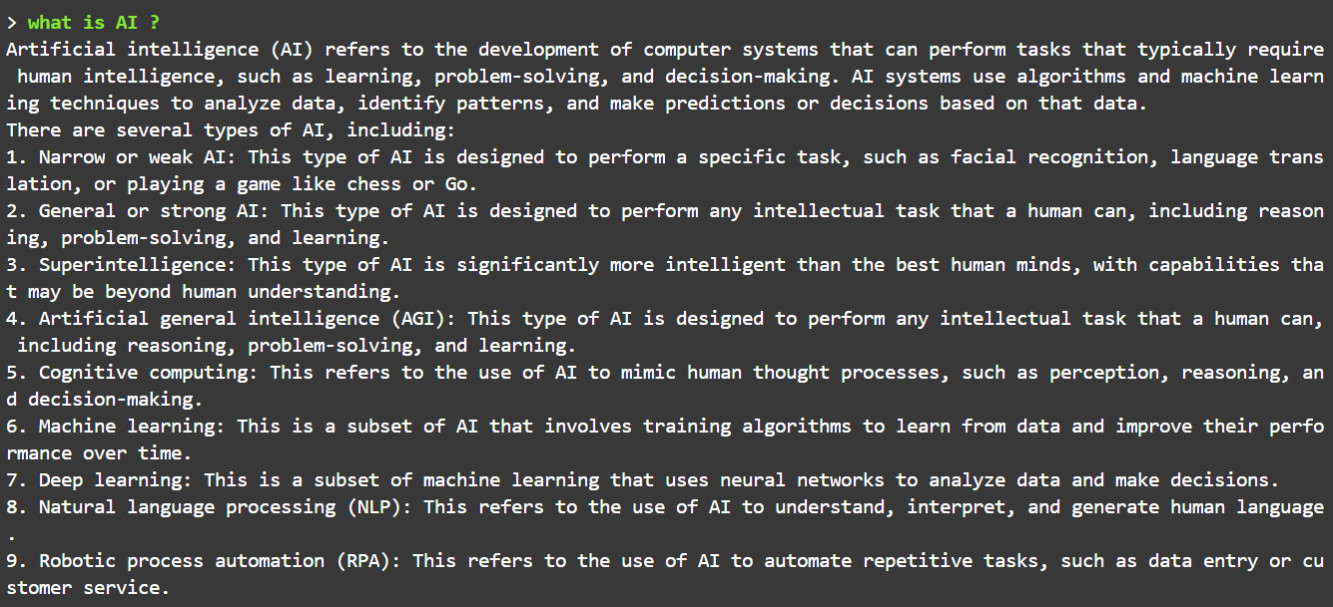 > what is AI ?
Artificial intelligence (AI) refers to the development of computer systems that can perform tasks that typically require
 human intelligence, such as learning, problem-solving, and decision-making. AI systems use algorithms and machine learn
ing techniques to analyze data, identify patterns, and make predictions or decisions based on that data.
There are several types of AI, including:
1. Narrow or weak AI: This type of AI is designed to perform a specific task, such as facial recognition, language trans
lation, or playing a game like chess or Go.
2. General or strong AI: This type of AI is designed to perform any intellectual task that a human can, including reason
ing, problem-solving, and learning.
3. Superintelligence: This type of AI is significantly more intelligent than the best human minds, with capabilities tha
t may be beyond human understanding.
4. Artificial general intelligence (AGI): This type of AI is designed to perform any intellectual task that a human can,
 including reasoning, problem-solving, and learning.
5. Cognitive computing: This refers to the use of AI to mimic human thought processes, such as perception, reasoning, an
d decision-making.
6. Machine learning: This is a subset of AI that involves training algorithms to learn from data and improve their perfo
rmance over time.
7. Deep learning: This is a subset of machine learning that uses neural networks to analyze data and make decisions.
8. Natural language processing (NLP): This refers to the use of AI to understand, interpret, and generate human language
.
9. Robotic process automation (RPA): This refers to the use of AI to automate repetitive tasks, such as data entry or cu
stomer service.